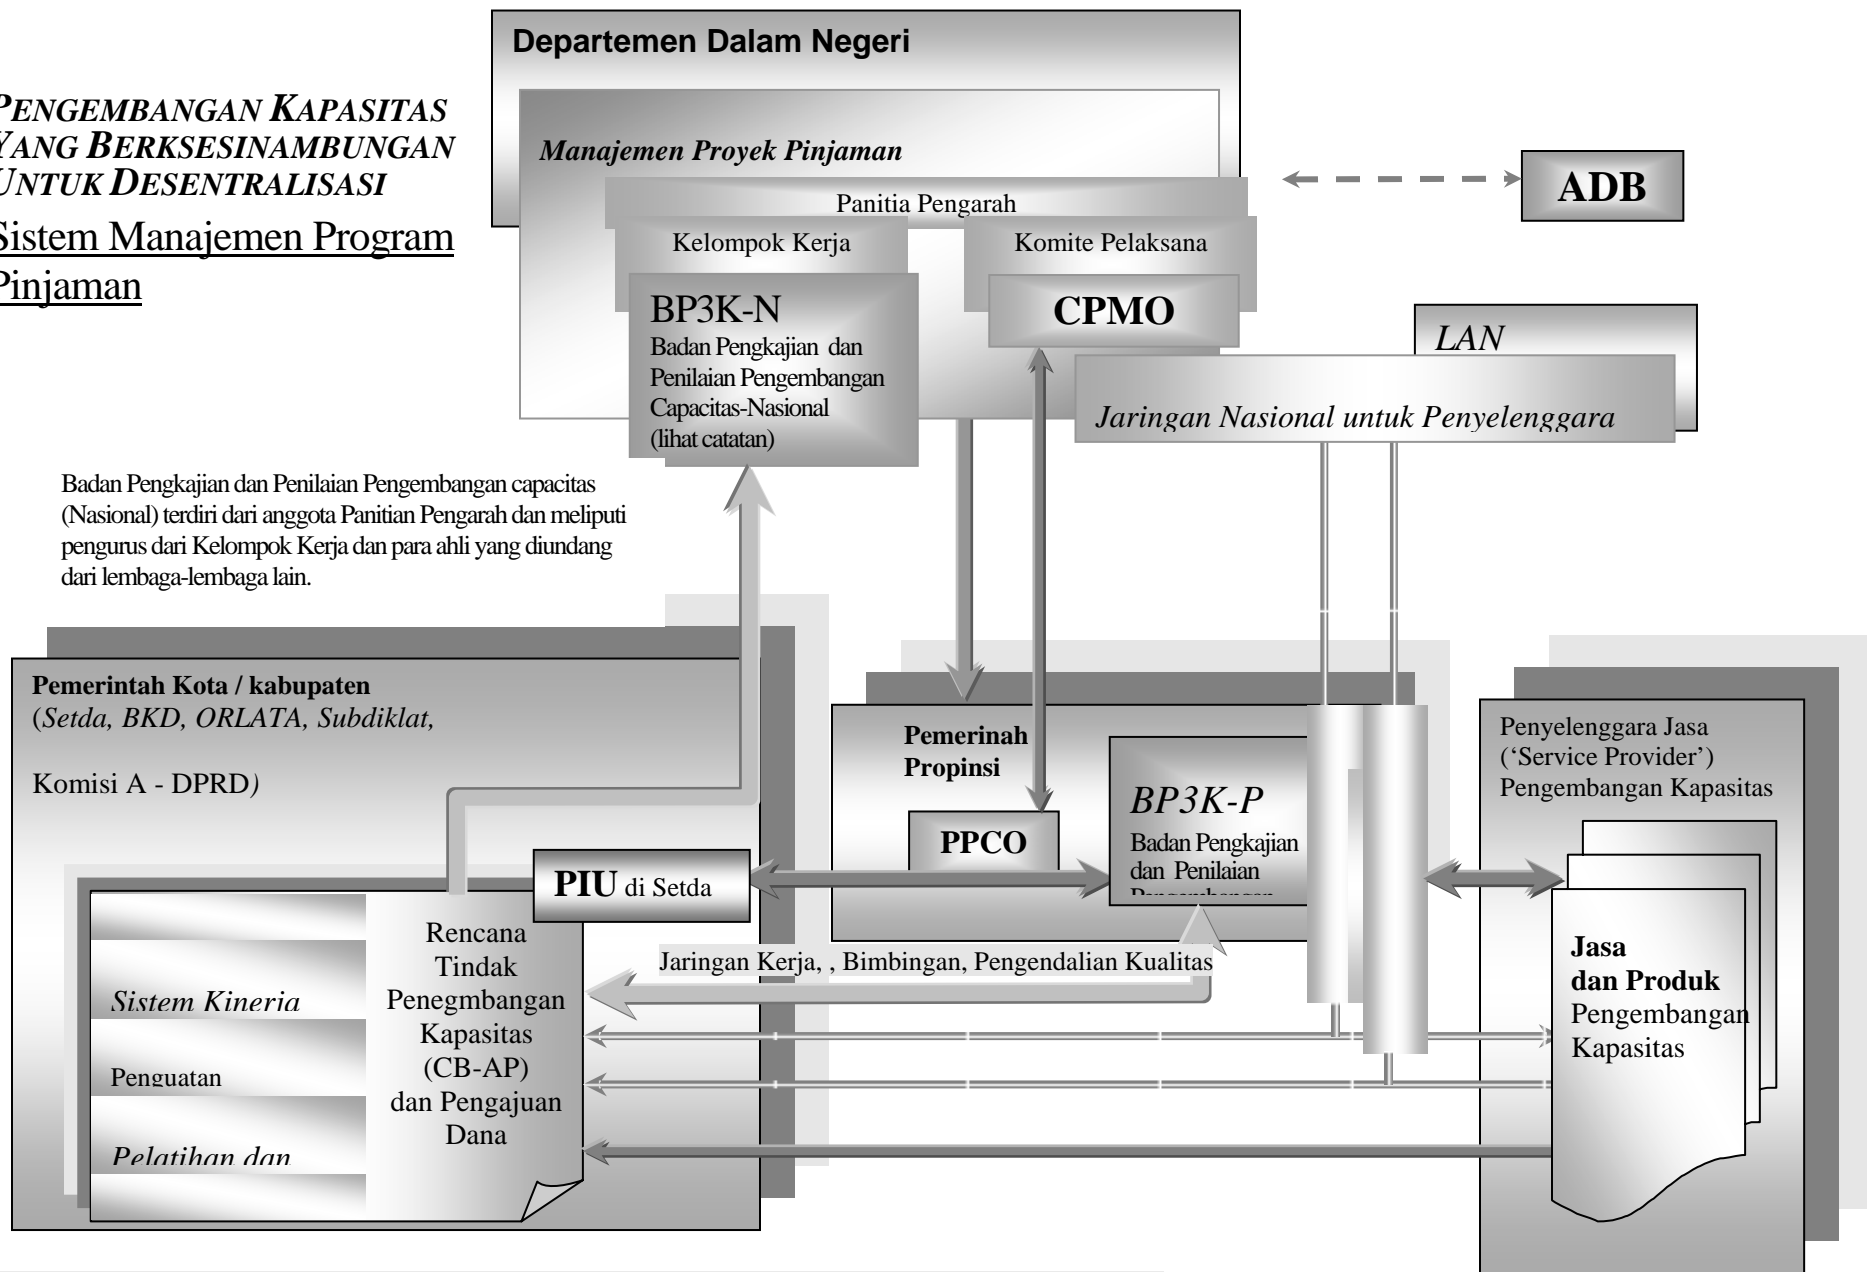 Departemen Dalam Negeri
PENGEMBANGAN KAPASITAS
YANG BERKSESINAMBUNGAN
UNTUK DESENTRALISASI
Sistem Manajemen Program
Pinjaman
Manajemen Proyek Pinjaman
Panitia Pengarah
ADB
Kelompok Kerja
Komite Pelaksana
BP3K-N
Badan Pengkajian dan
Penilaian Pengembangan
Capacitas-Nasional
(lihat catatan)
CPMO
LAN
Jaringan Nasional untuk Penyelenggara
Badan Pengkajian dan Penilaian Pengembangan capacitas
(Nasional) terdiri dari anggota Panitian Pengarah dan meliputi
pengurus dari Kelompok Kerja dan para ahli yang diundang
dari lembaga-lembaga lain.
Pemerintah Kota / kabupaten
(Setda, BKD, ORLATA, Subdiklat,
Komisi A - DPRD)
PIU di Setda
Rencana
Tindak
Penegmbangan
Kapasitas
(CB-AP)
dan Pengajuan
Dana
Sistem Kinerja
Penguatan
Pelatihan dan
Pemerinah
Propinsi
PPCO
BP3K-P
Badan Pengkajian
dan Penilaian
Pengembangan
Jaringan Kerja, , Bimbingan, Pengendalian Kualitas
Penyelenggara Jasa
(‘Service Provider’)
Pengembangan Kapasitas
Jasa
dan Produk
Pengembangan
Kapasitas